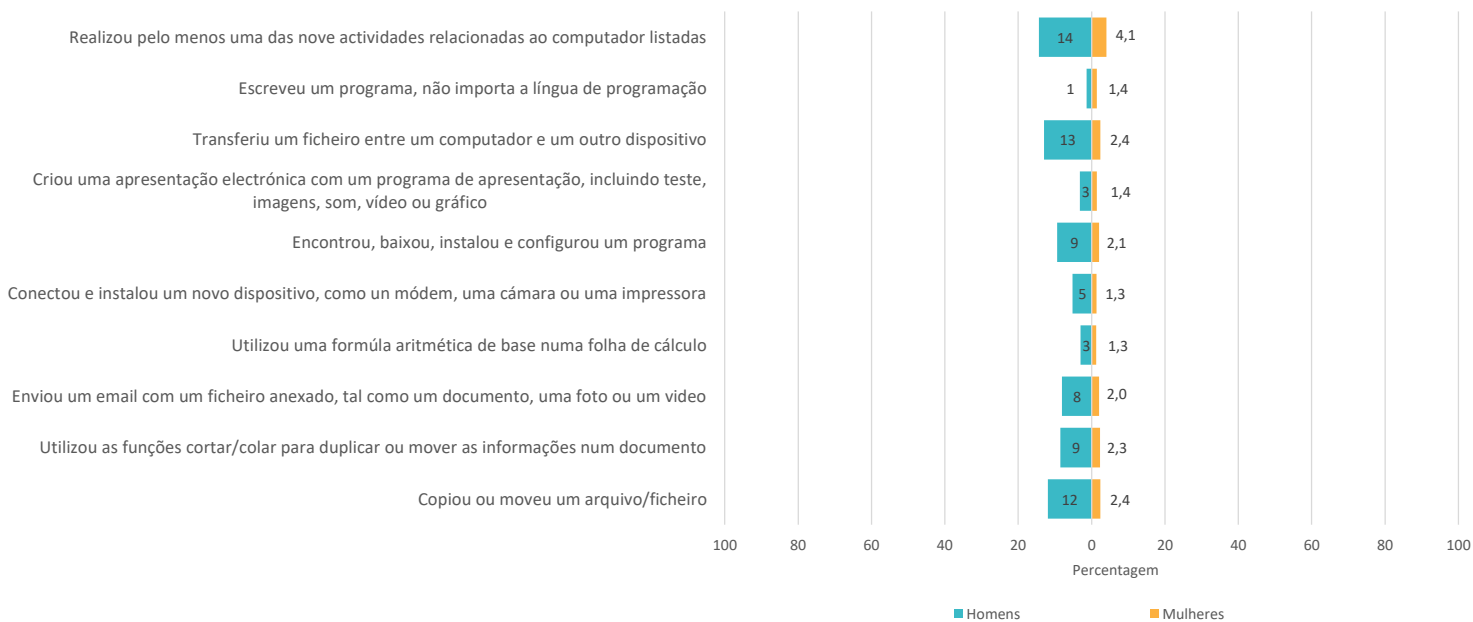 Realizou pelo menos uma das nove actividades relacionadas ao computador listadas
14
4,1
Escreveu um programa, não importa a língua de programação
1
1,4
Transferiu um ficheiro entre um computador e um outro dispositivo
13
2,4
Criou uma apresentação electrónica com um programa de apresentação, incluindo teste,
imagens, som, vídeo ou gráfico
3
1,4
Encontrou, baixou, instalou e configurou um programa
9
2,1
Conectou e instalou um novo dispositivo, como un módem, uma cámara ou uma impressora
5
1,3
Utilizou uma formúla aritmética de base numa folha de cálculo
3
1,3
Enviou um email com um ficheiro anexado, tal como um documento, uma foto ou um video
8
2,0
Utilizou as funções cortar/colar para duplicar ou mover as informações num documento
9
2,3
Copiou ou moveu um arquivo/ficheiro
12
2,4
100 80 60 40 20 0 20 40 60 80 100
Percentagem
Homens Mulheres